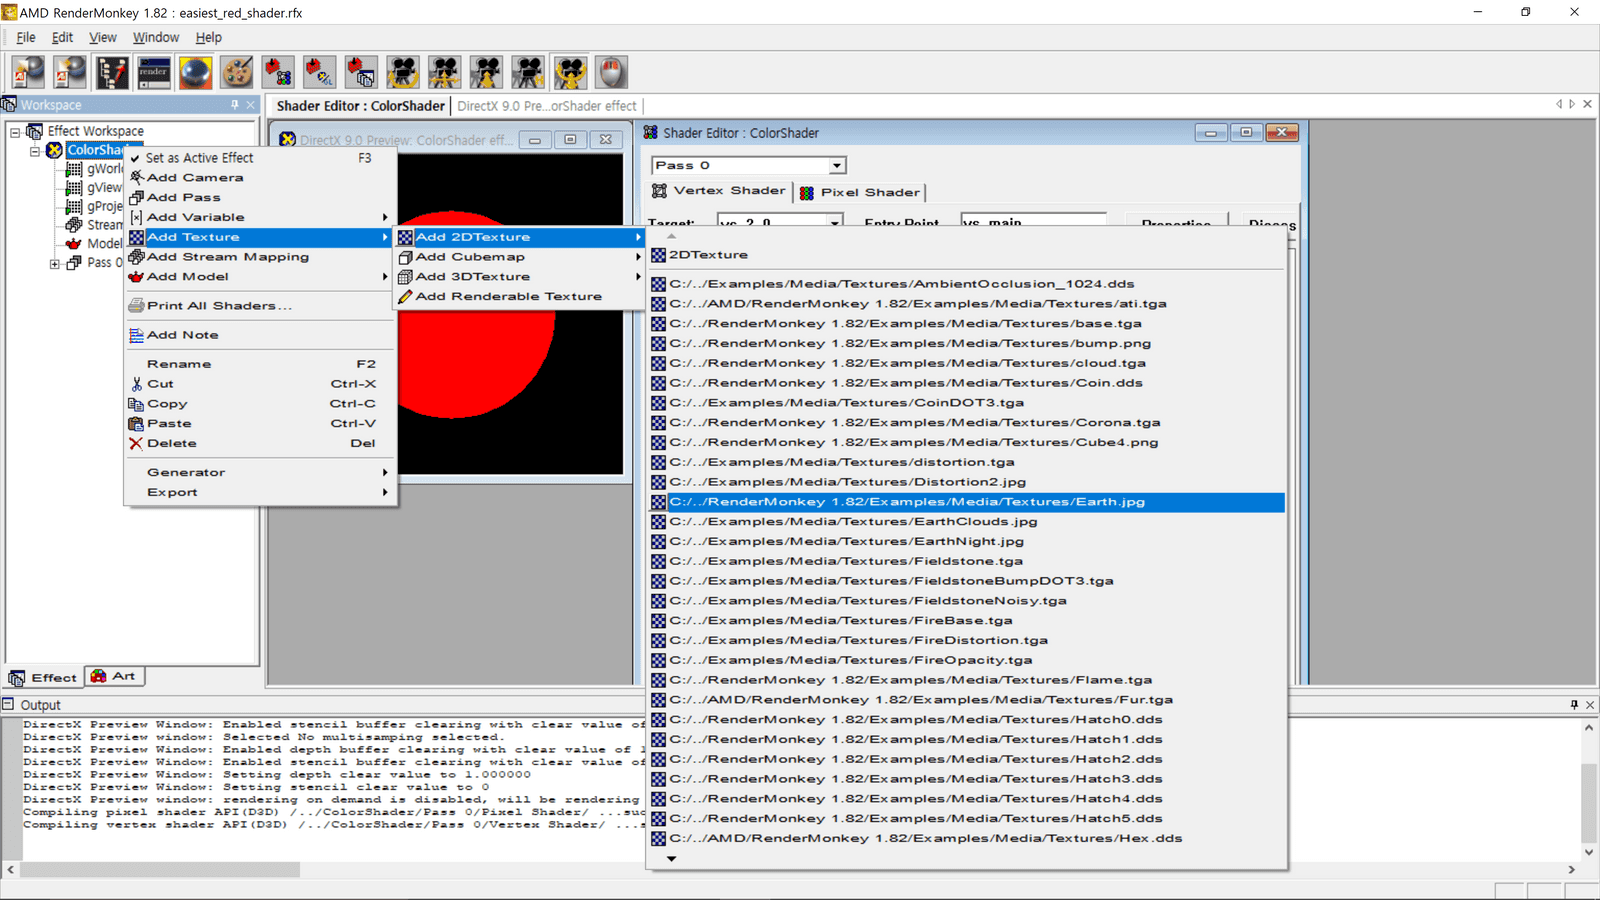 AMD RenderMonkey 1.82 : easiest_red_shader.rfx
File Edit View Window Help
render
Workspace
Shader Editor : ColorShader
DirectX 9.0 Pre...orShader effect
Effect Workspace
ColorShad
gWorl
gView
gProje
Stream
Model
Pass 0
Effect
Art
Set as Active Effect F3
Add Camera
Add Pass
Add Variable
Add Texture
Add Stream Mapping
Add Model
Print All Shaders...
Add Note
Rename F2
Cut Ctrl-X
Copy Ctrl-C
Paste Ctrl-V
Delete Del
Generator
Export
DirectX 9.0 Preview: ColorShader eff...
Add 2DTexture
Add Cubemap
Add 3DTexture
Add Renderable Texture
Shader Editor : ColorShader
Pass 0
Vertex Shader
Pixel Shader
Target: vs_2_0 Entry Point vs_main Properties Disass
2DTexture
C:/../Examples/Media/Textures/AmbientOcclusion_1024.dds
C:/../AMD/RenderMonkey 1.82/Examples/Media/Textures/ati.tga
C:/../RenderMonkey 1.82/Examples/Media/Textures/base.tga
C:/../RenderMonkey 1.82/Examples/Media/Textures/bump.png
C:/../RenderMonkey 1.82/Examples/Media/Textures/cloud.tga
C:/../RenderMonkey 1.82/Examples/Media/Textures/Coin.dds
C:/../Examples/Media/Textures/CoinDOT3.tga
C:/../RenderMonkey 1.82/Examples/Media/Textures/Corona.tga
C:/../RenderMonkey 1.82/Examples/Media/Textures/Cube4.png
C:/../Examples/Media/Textures/distortion.tga
C:/../Examples/Media/Textures/Distortion2.jpg
C:/../RenderMonkey 1.82/Examples/Media/Textures/Earth.jpg
C:/../Examples/Media/Textures/EarthClouds.jpg
C:/../Examples/Media/Textures/EarthNight.jpg
C:/../Examples/Media/Textures/Fieldstone.tga
C:/../Examples/Media/Textures/FieldstoneBumpDOT3.tga
C:/../Examples/Media/Textures/FieldstoneNoisy.tga
C:/../Examples/Media/Textures/FireBase.tga
C:/../Examples/Media/Textures/FireDistortion.tga
C:/../Examples/Media/Textures/FireOpacity.tga
C:/../RenderMonkey 1.82/Examples/Media/Textures/Flame.tga
C:/../AMD/RenderMonkey 1.82/Examples/Media/Textures/Fur.tga
C:/../RenderMonkey 1.82/Examples/Media/Textures/Hatch0.dds
C:/../RenderMonkey 1.82/Examples/Media/Textures/Hatch1.dds
C:/../RenderMonkey 1.82/Examples/Media/Textures/Hatch2.dds
C:/../RenderMonkey 1.82/Examples/Media/Textures/Hatch3.dds
C:/../RenderMonkey 1.82/Examples/Media/Textures/Hatch4.dds
C:/../RenderMonkey 1.82/Examples/Media/Textures/Hatch5.dds
C:/../AMD/RenderMonkey 1.82/Examples/Media/Textures/Hex.dds
Output
DirectX Preview Window: Enabled stencil buffer clearing with clear value of
DirectX Preview window: Selected No multisamping selected.
DirectX Preview Window: Enabled depth buffer clearing with clear value of 1
DirectX Preview Window: Enabled stencil buffer clearing with clear value of
DirectX Preview Window: Setting depth clear value to 1.000000
DirectX Preview Window: Setting stencil clear value to 0
DirectX Preview window: rendering on demand is disabled, will be rendering
Compiling pixel shader API(D3D) /../ColorShader/Pass 0/Pixel Shader/ ...suc
Compiling vertex shader API(D3D) /../ColorShader/Pass 0/Vertex Shader/ ...s